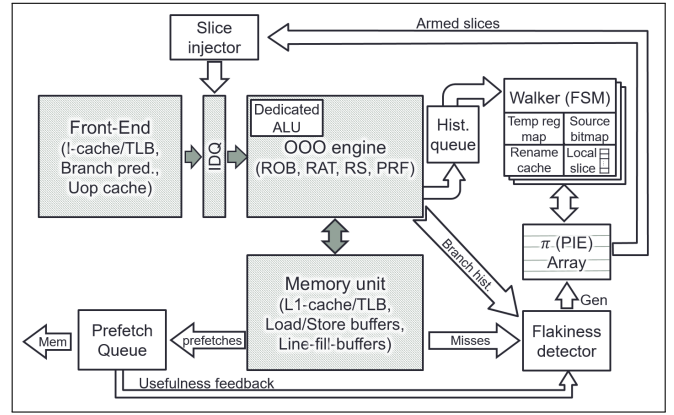 Slice
injector
Armed slices
Front-End
(I-cache/TLB,
Branch pred.,
Uop cache)
IDQ
Dedicated
ALU
OOO engine
(ROB, RAT, RS, PRF)
Hist.
queue
Walker (FSM)
Temp reg
map
Source
bitmap
Rename
cache
Local
slice
π (PIE)
Array
Branch hist.
Gen
Memory unit
(L1-cache/TLB,
Load/Store buffers,
Line-fill-buffers)
Mem
Prefetch
Queue
prefetches
Misses
Flakiness
detector
Usefulness feedback